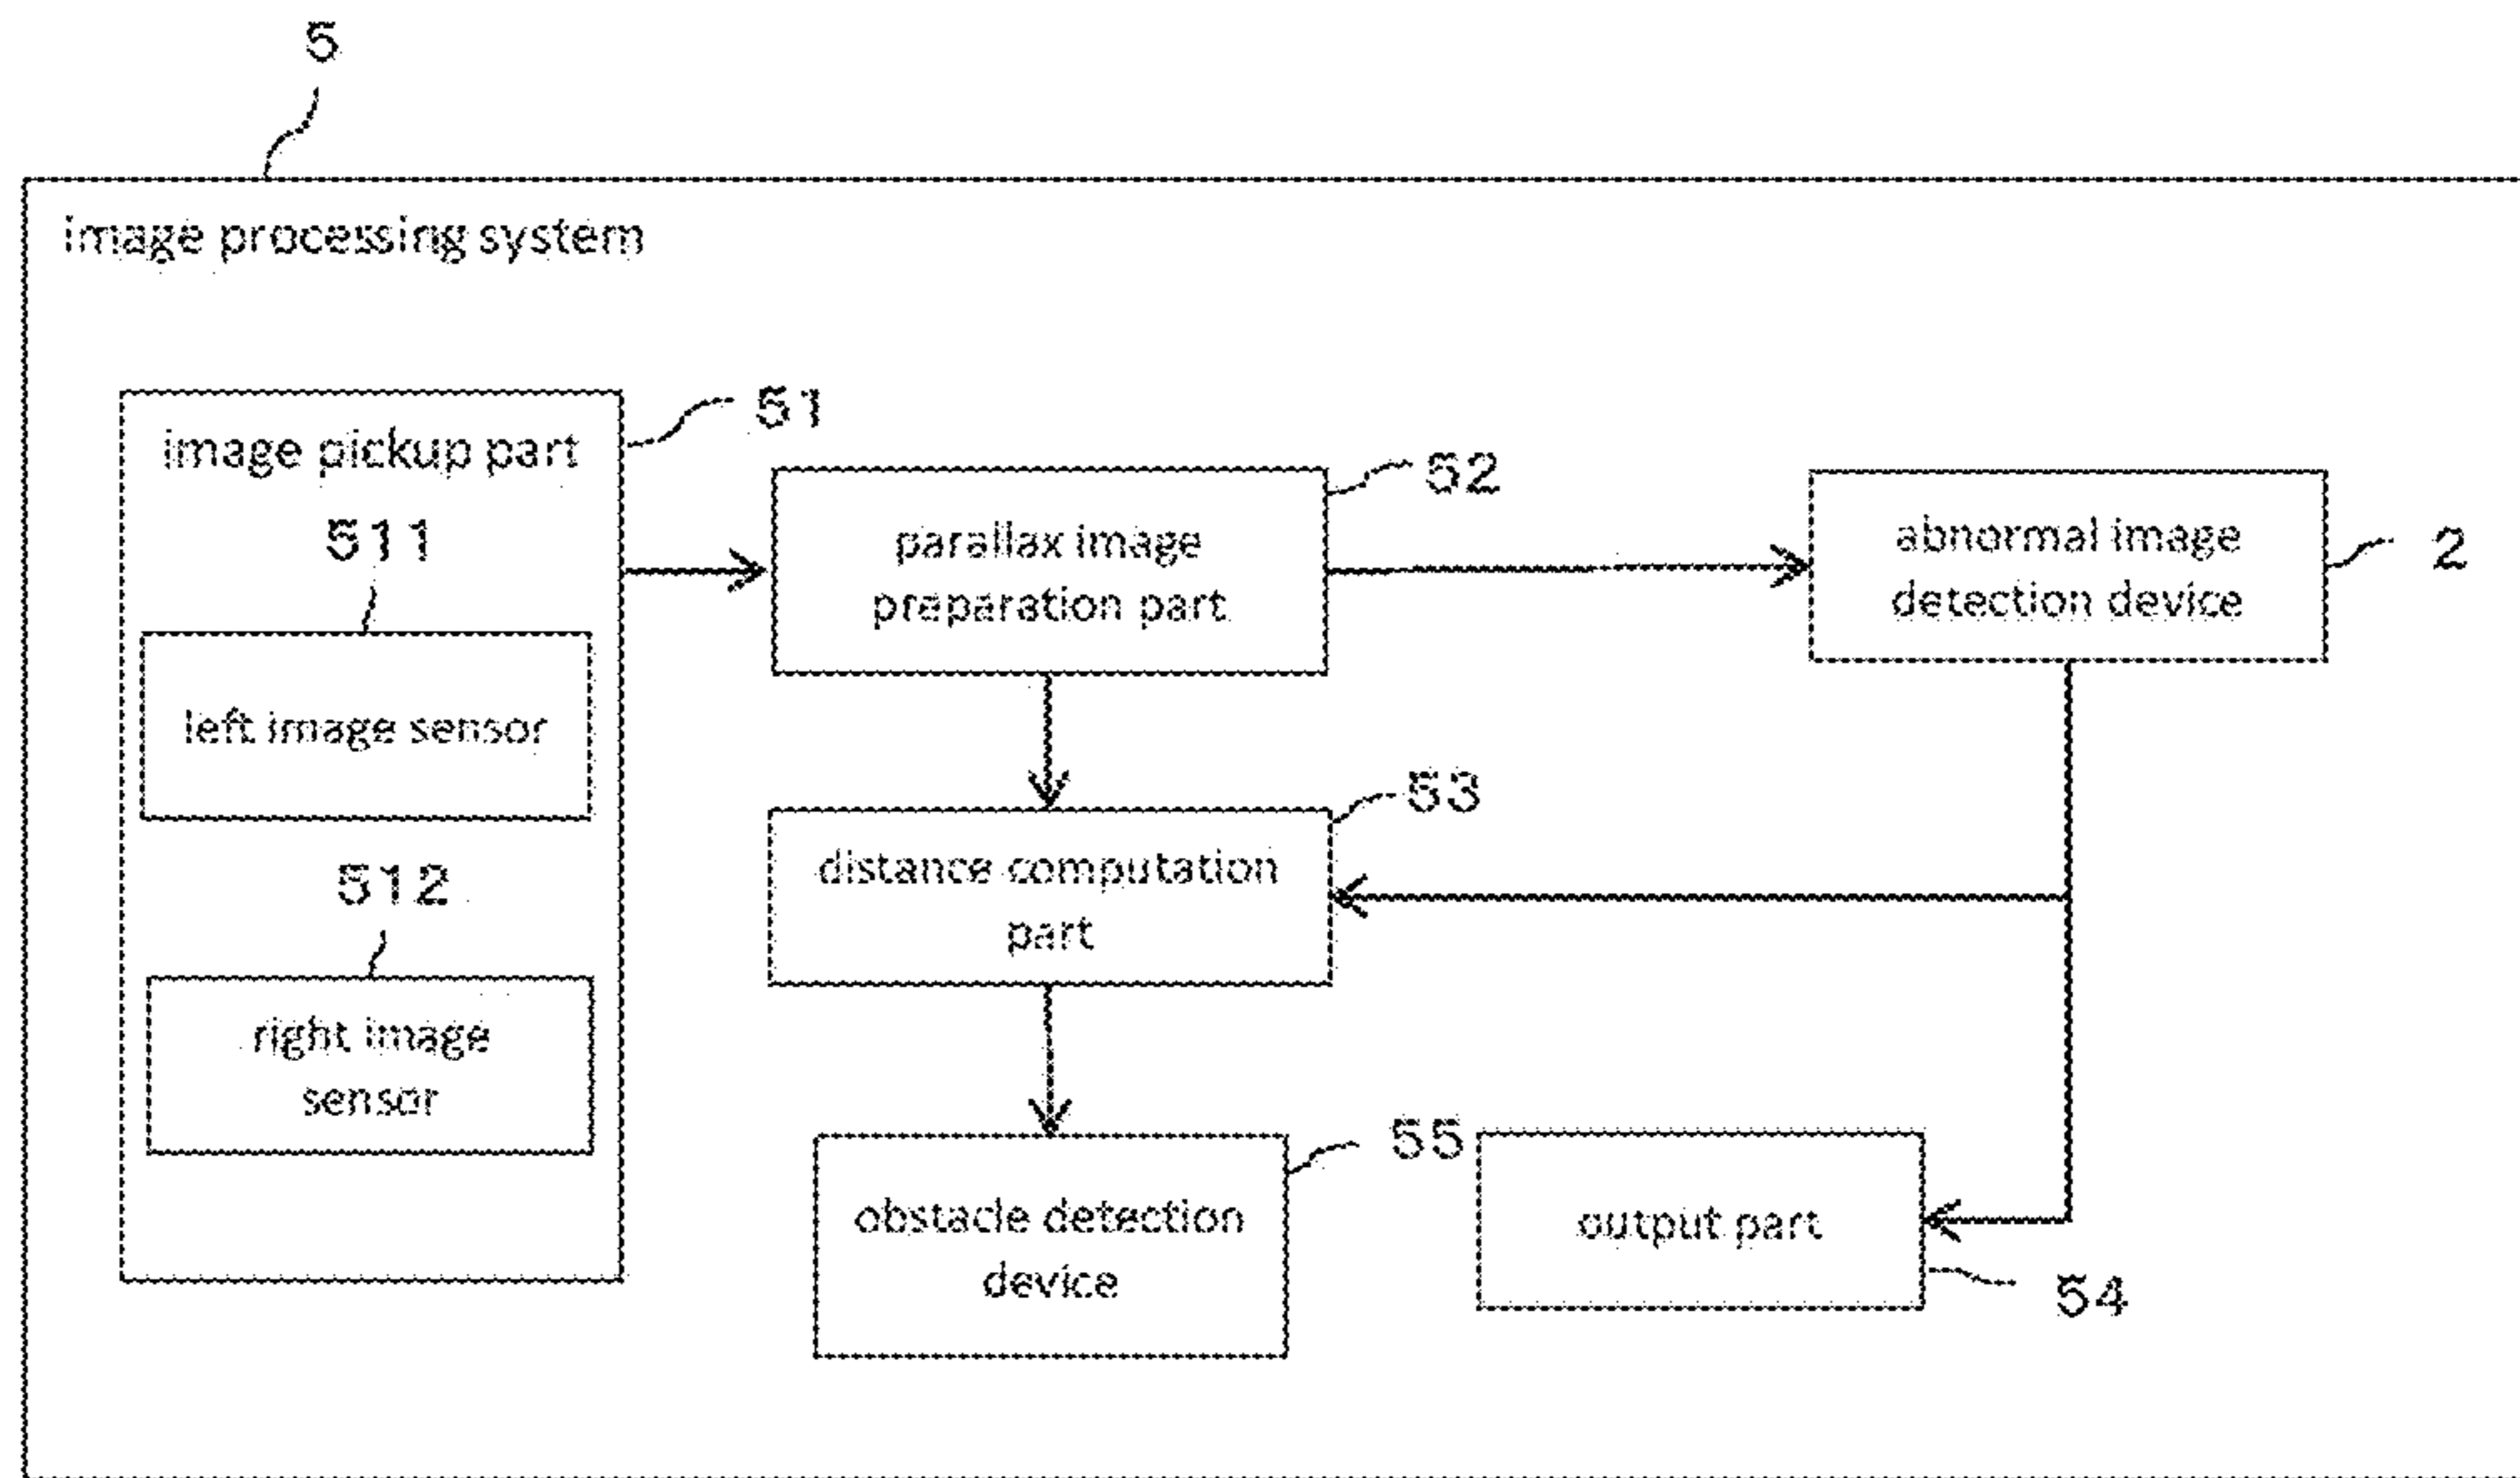 5
image processing system
image pickup part
51
511
left image sensor
512
right image
sensor
52
parallax image
preparation part
abnormal image
detection device
2
53
distance computation
part
55
obstacle detection
device
output part
54